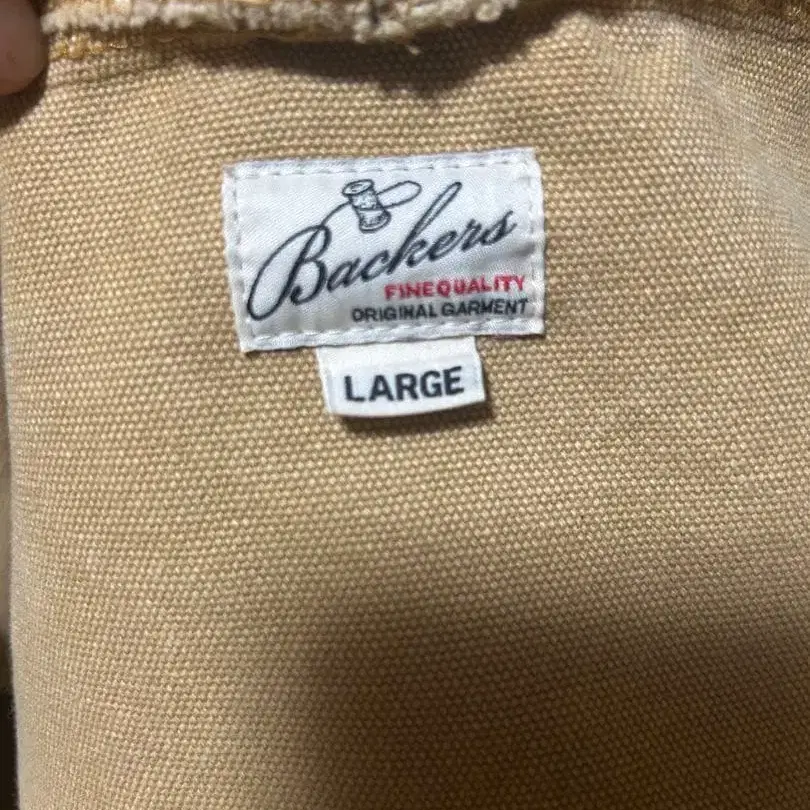 Backers
FINEQUALITY
ORIGINAL GARMENT
LARGE